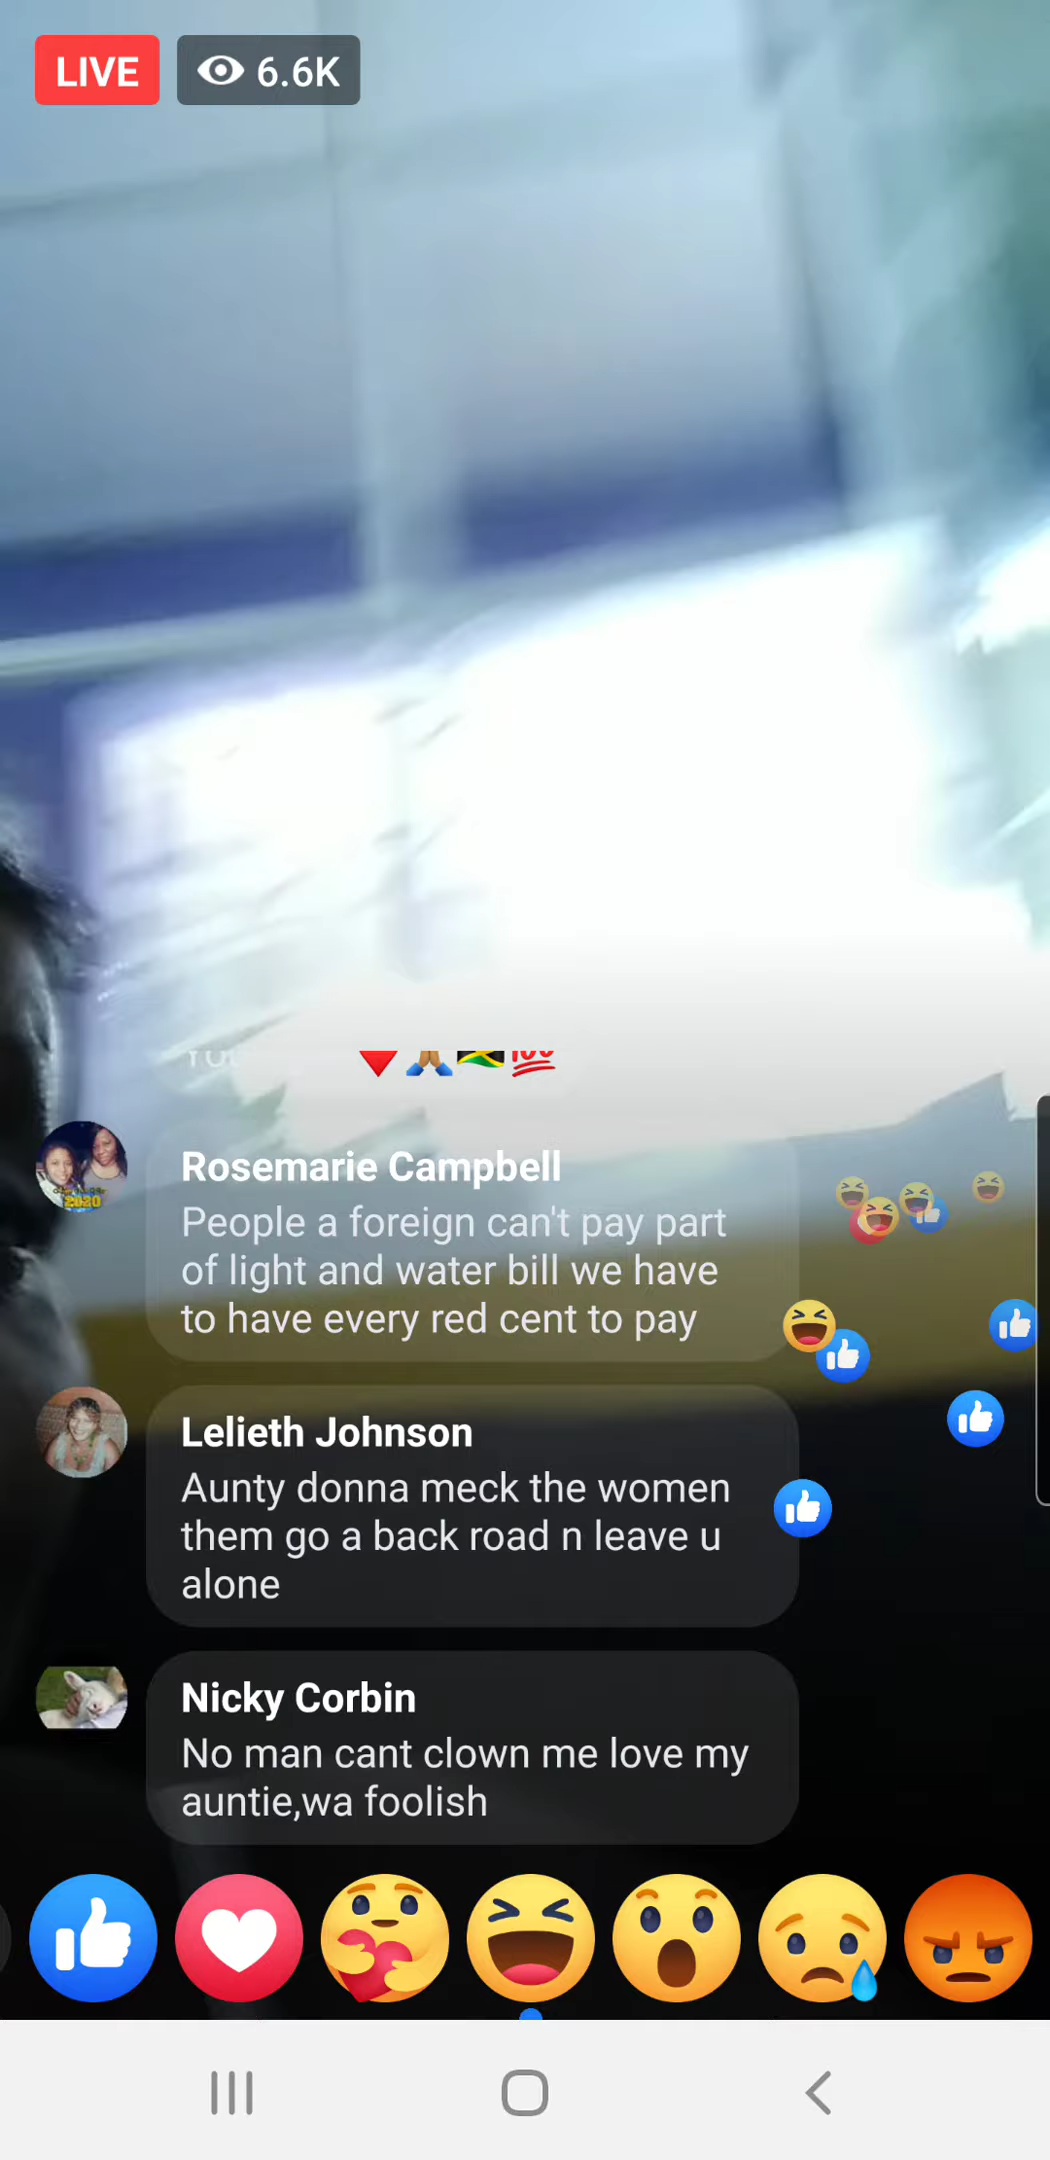 LIVE 6.6K
Rosemarie Campbell
People a foreign can't pay part
of light and water bill we have
to have every red cent to pay
Lelieth Johnson
Aunty donna meck the women
them go a back road n leave u
alone
Nicky Corbin
No man cant clown me love my
auntie,wa foolish